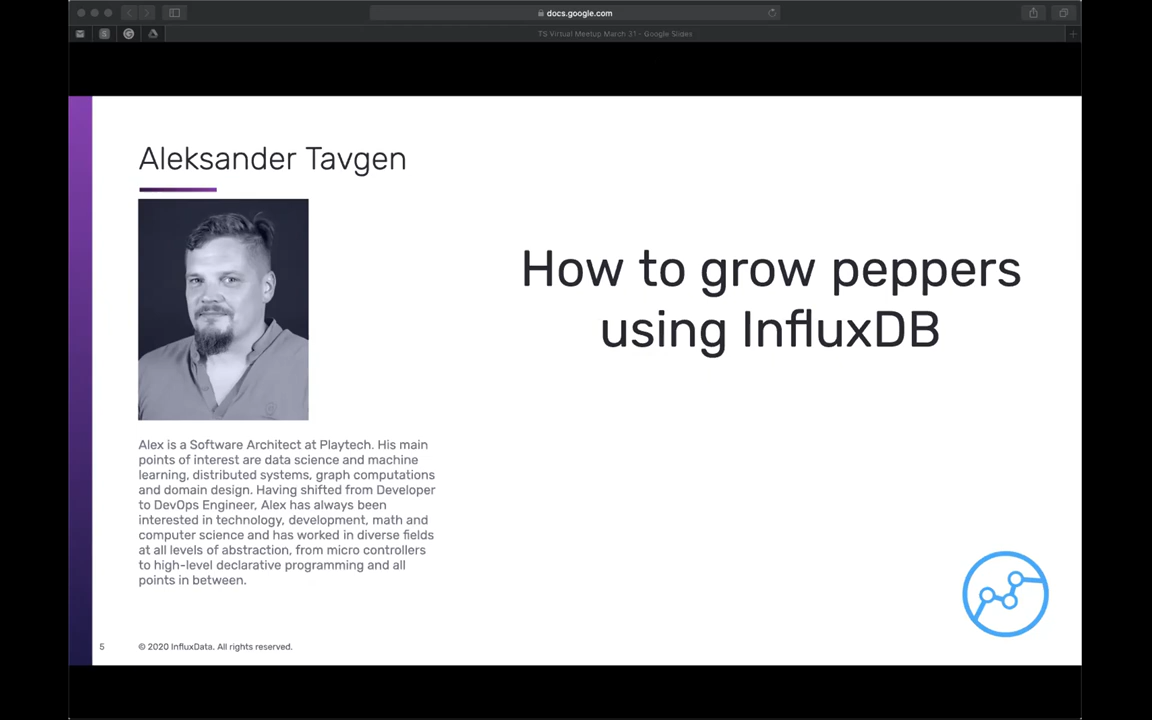 docs.google.com
TS Virtual Meetup March 31 - Google Slides
Aleksander Tavgen
How to grow peppers
using InfluxDB
Alex is a Software Architect at Playtech. His main
points of interest are data science and machine
learning, distributed systems, graph computations
and domain design. Having shifted from Developer
to DevOps Engineer, Alex has always been
interested in technology, development, math and
computer science and has worked in diverse fields
at all levels of abstraction, from micro controllers
to high-level declarative programming and all
points in between.
5
© 2020 InfluxData. All rights reserved.